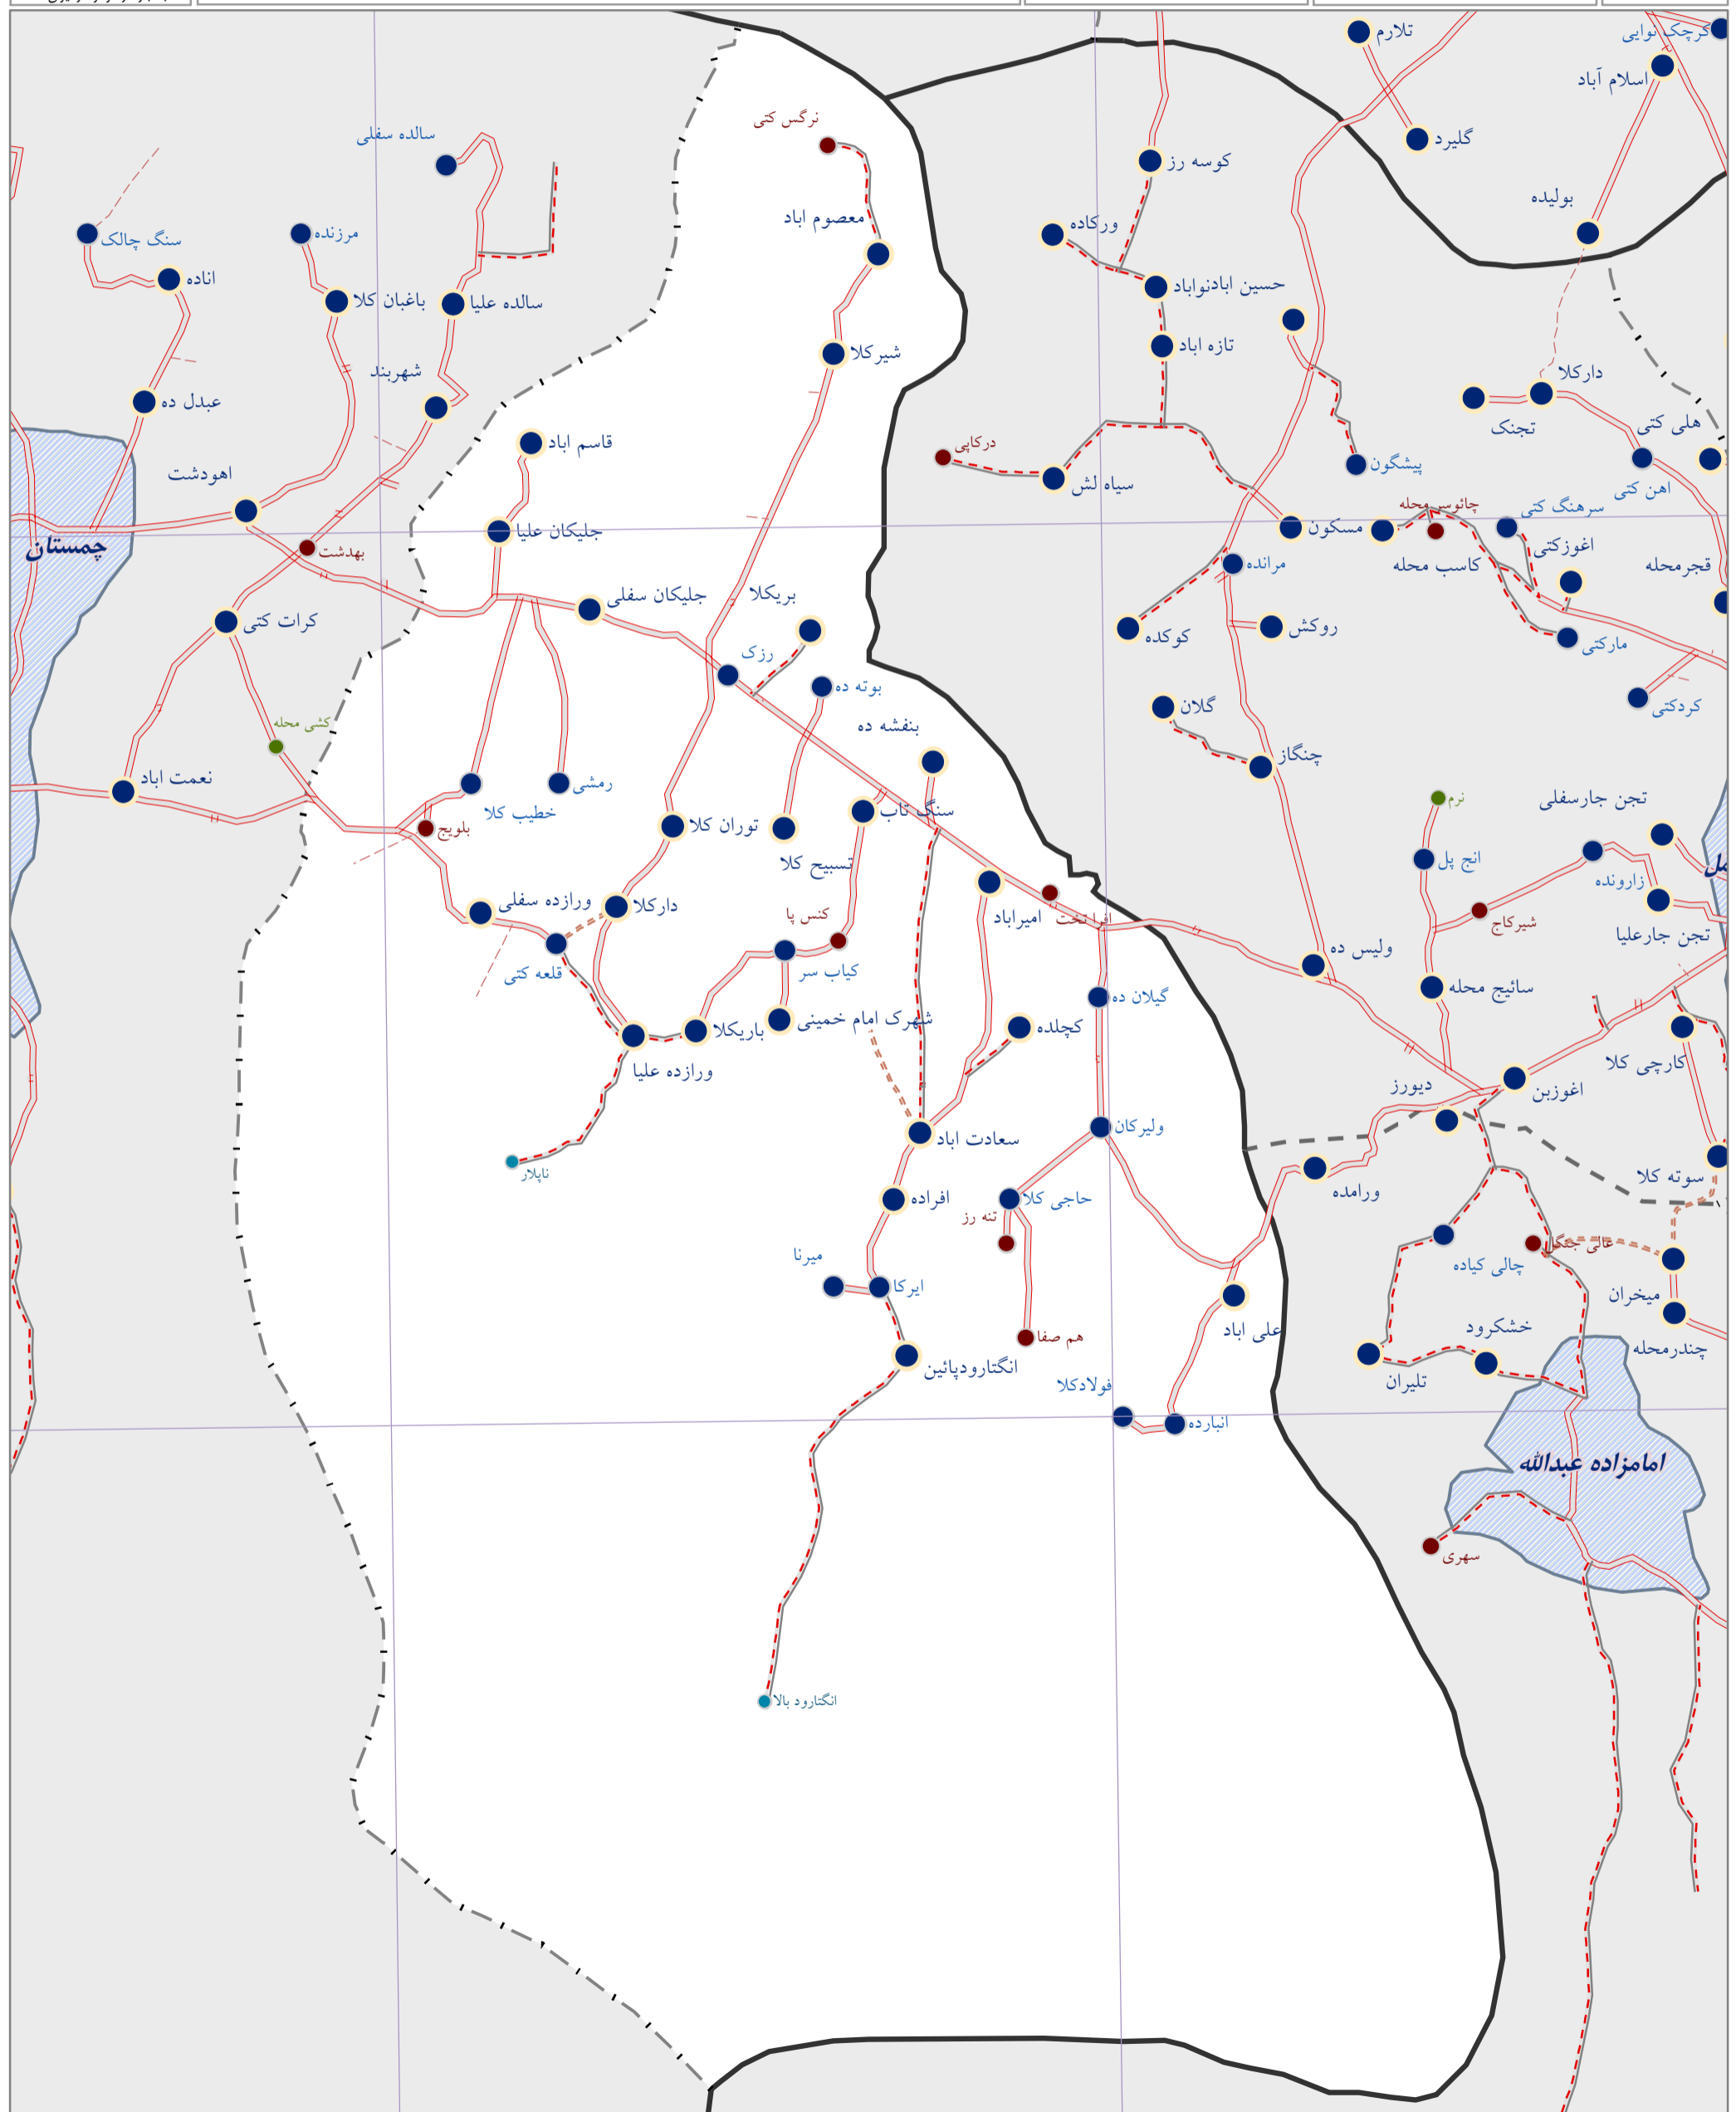 تلارم
کرچک نوایی
اسلام آباد
نرگس کتی
سالده سفلی
گلیرد
کوسه رز
بولیده
معصوم اباد
ورکاده
مرزنده
سنگ چالک
اناده
حسین ابادنواباد
باغبان کلا
سالده علیا
تازه اباد
شیرکلا
شهربند
دارکلا
عبدل ده
تجنک
هلی کتی
قاسم اباد
درکاپی
پیشگون
اهودشت
سیاه لش
اهن کتی
چائوسر محله
سرهنگ کتی
جلیکان علیا
مسکون
چمستان
بهدشت
اغوزکتی
مرانده
کاسب محله
قجرمحله
جلیکان سفلی
بریکلا
کرات کتی
روکش
کوکده
مارکتی
رزک
بوته ده
گلان
کردکتی
کشی محله
بنفشه ده
چنگاز
نعمت اباد
رمشی
نرم
تجن جارسفلی
خطیب کلا
سنگ تاب
توران کلا
بلویج
تسبیح کلا
انج پل
زارونده
ورازده سفلی
دارکلا
کنس پا
امیراباد
افرا تخت
شیرکاج
تجن جارعلیا
ولیس ده
قلعه کتی
کیاب سر
گیلان ده
سائیج محله
شهرک امام خمینی
باریکلا
کچلده
ورازده علیا
کارچی کلا
دیورز
اغوزبن
سعادت اباد
ولیرکان
ناپلار
سوته کلا
ورامده
افراده
حاجی کلا
تنه رز
عالی جنگل
میرنا
چالی کیاده
ایرکا
میخران
علی اباد
هم صفا
خشکرود
چندرمحله
انگتارودپائین
تلیران
فولادکلا
انبارده
امامزاده عبدالله
سهری
انگتارود بالا